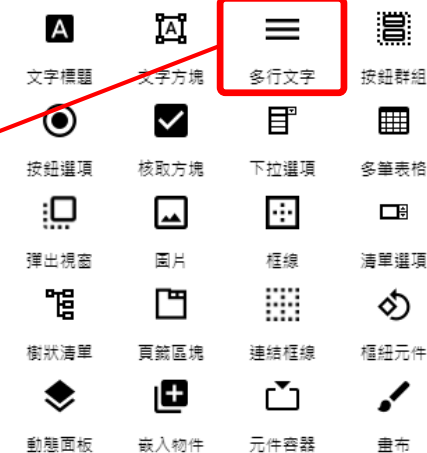 A
A
文字標題 文字方塊 多行文字 按鈕群組
按鈕選項 核取方塊 下拉選項 多筆表格
彈出視窗 圖片 框線 清單選項
樹狀清單 頁籤區塊 連結框線 樞紐元件
動態面板 嵌入物件 元件容器 畫布